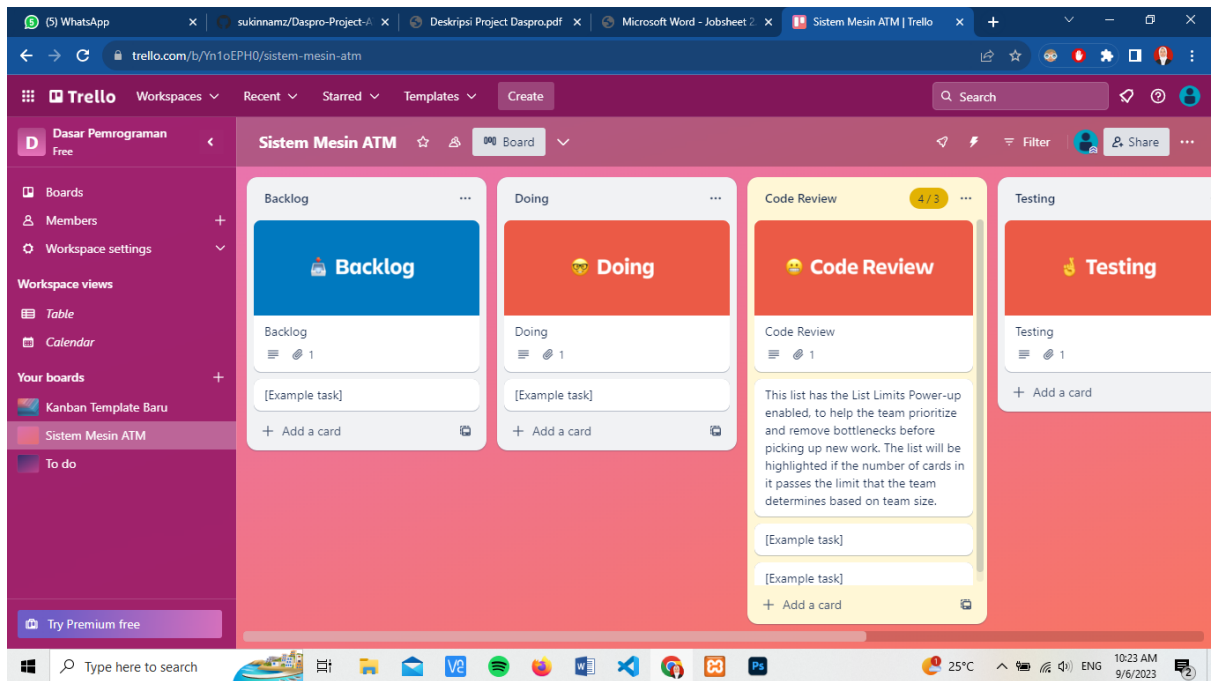 (5) WhatsApp
sukinnamz/Daspro-Project-A
Deskripsi Project Daspro.pdf
Microsoft Word - Jobsheet 2
Sistem Mesin ATM | Trello
trello.com/b/Yn1oEPH0/sistem-mesin-atm
Trello
Workspaces
Recent
Starred
Templates
Create
Search
D
Dasar Pemrograman
Free
Sistem Mesin ATM
Board
Filter
Share
Boards
Members
Workspace settings
Workspace views
Table
Calendar
Your boards
Kanban Template Baru
Sistem Mesin ATM
To do
Try Premium free
Backlog
Backlog
Backlog
1
[Example task]
Add a card
Doing
Doing
Doing
1
[Example task]
Add a card
Code Review
4/3
Code Review
Code Review
1
This list has the List Limits Power-up
enabled, to help the team prioritize
and remove bottlenecks before
picking up new work. The list will be
highlighted if the number of cards in
it passes the limit that the team
determines based on team size.
[Example task]
[Example task]
Add a card
Testing
Testing
Testing
1
Add a card
Type here to search
25°C
ENG
10:23 AM
9/6/2023
2